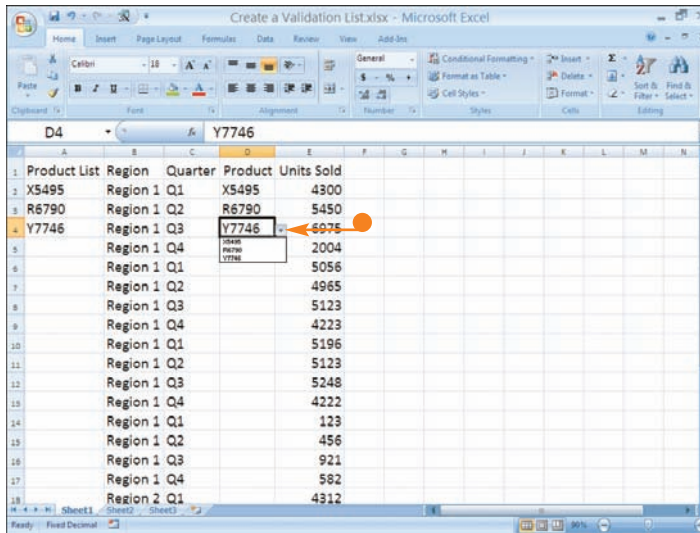 Create a Validation List.xlsx - Microsoft Excel
Home Insert Page Layout Formulas Data Review View Add-Ins
Calibri 18 A A General Conditional Formatting Insert Σ
Paste B I U A $ % , Format as Table Delete Sort & Find &
Cell Styles Format Filter Select
Clipboard Font Alignment Number Styles Cells Editing
D4 fx Y7746
A B C D E F G H I J K L M N
1 Product List Region Quarter Product Units Sold
2 X5495 Region 1 Q1 X5495 4300
3 R6790 Region 1 Q2 R6790 5450
4 Y7746 Region 1 Q3 Y7746 6975
5 Region 1 Q4 X5495 2004
R6790
Y7746
6 Region 1 Q1 5056
7 Region 1 Q2 4965
8 Region 1 Q3 5123
9 Region 1 Q4 4223
10 Region 1 Q1 5196
11 Region 1 Q2 5123
12 Region 1 Q3 5248
13 Region 1 Q4 4222
14 Region 1 Q1 123
15 Region 1 Q2 456
16 Region 1 Q3 921
17 Region 1 Q4 582
18 Region 2 Q1 4312
Sheet1 Sheet2 Sheet3
Ready Fixed Decimal 90%